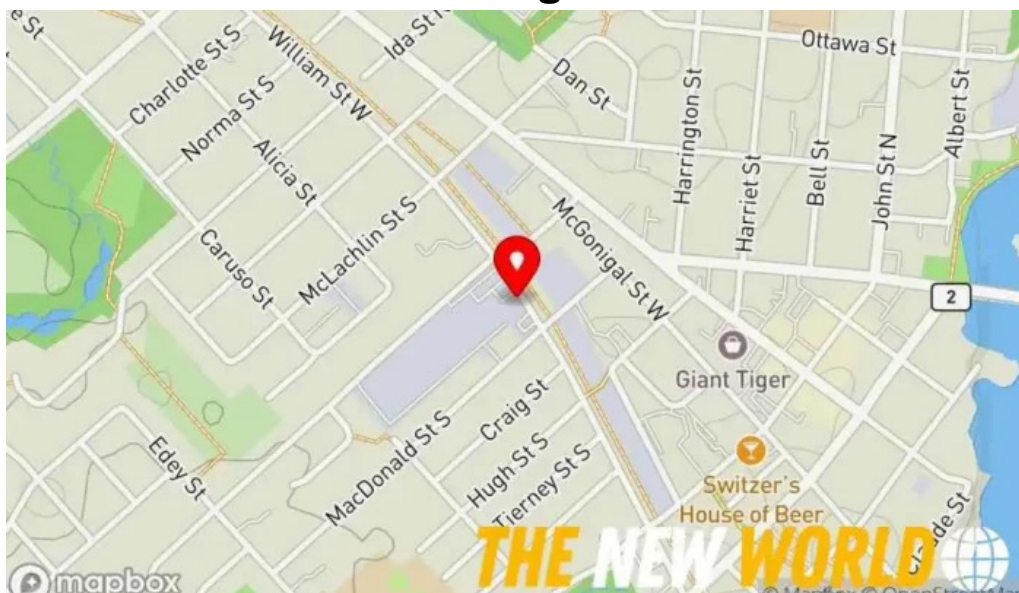 Charlotte St S
William St W
Ida St
Ottawa St
Norma St S
Dan St
Harrington St
Albert St
Alicia St
Harriet St
Bell St
John St N
McLachlin St S
McGonigal St W
Caruso St
2
Giant Tiger
Craig St
MacDonald St S
Hugh St S
Edey St
Tierney St S
Switzer's
House of Beer
THE NEW WORLD
mapbox